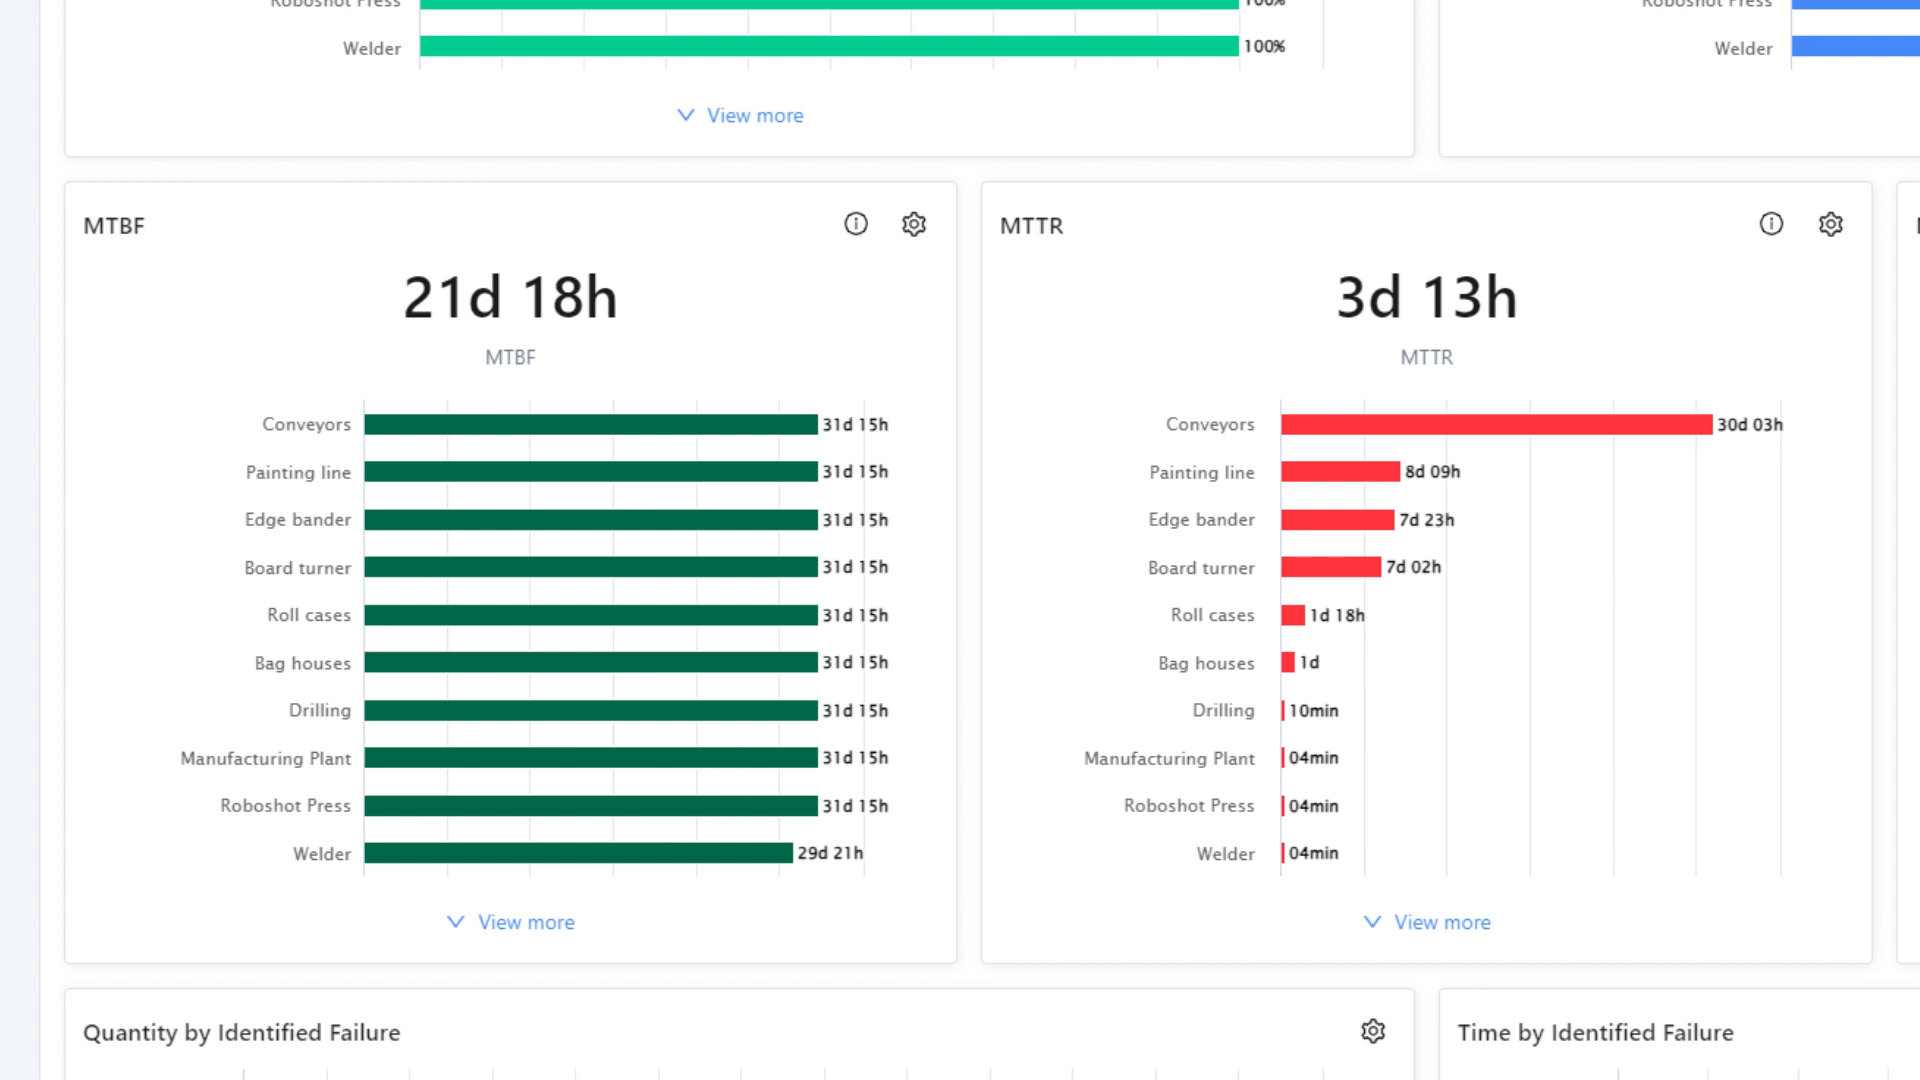 Roboshot Press 100%
Welder 100%
View more
Roboshot Press
Welder
MTBF
21d 18h
MTBF
Conveyors 31d 15h
Painting line 31d 15h
Edge bander 31d 15h
Board turner 31d 15h
Roll cases 31d 15h
Bag houses 31d 15h
Drilling 31d 15h
Manufacturing Plant 31d 15h
Roboshot Press 31d 15h
Welder 29d 21h
View more
MTTR
3d 13h
MTTR
Conveyors 30d 03h
Painting line 8d 09h
Edge bander 7d 23h
Board turner 7d 02h
Roll cases 1d 18h
Bag houses 1d
Drilling 10min
Manufacturing Plant 04min
Roboshot Press 04min
Welder 04min
View more
Quantity by Identified Failure
Time by Identified Failure